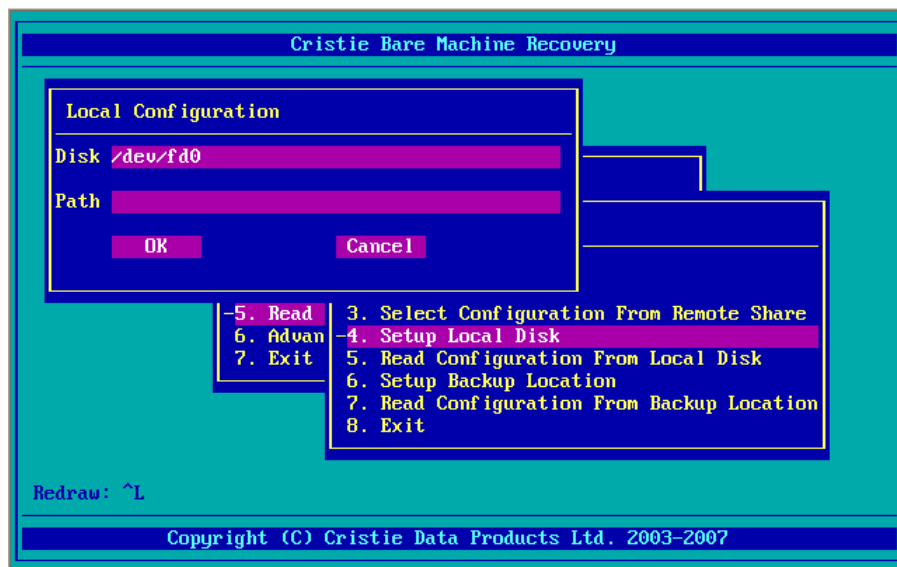 Cristie Bare Machine Recovery
Local Configuration
Disk /dev/fd0
Path
OK Cancel
5. Read
6. Advan
7. Exit
3. Select Configuration From Remote Share
4. Setup Local Disk
5. Read Configuration From Local Disk
6. Setup Backup Location
7. Read Configuration From Backup Location
8. Exit
Redraw: ^L
Copyright (C) Cristie Data Products Ltd. 2003-2007